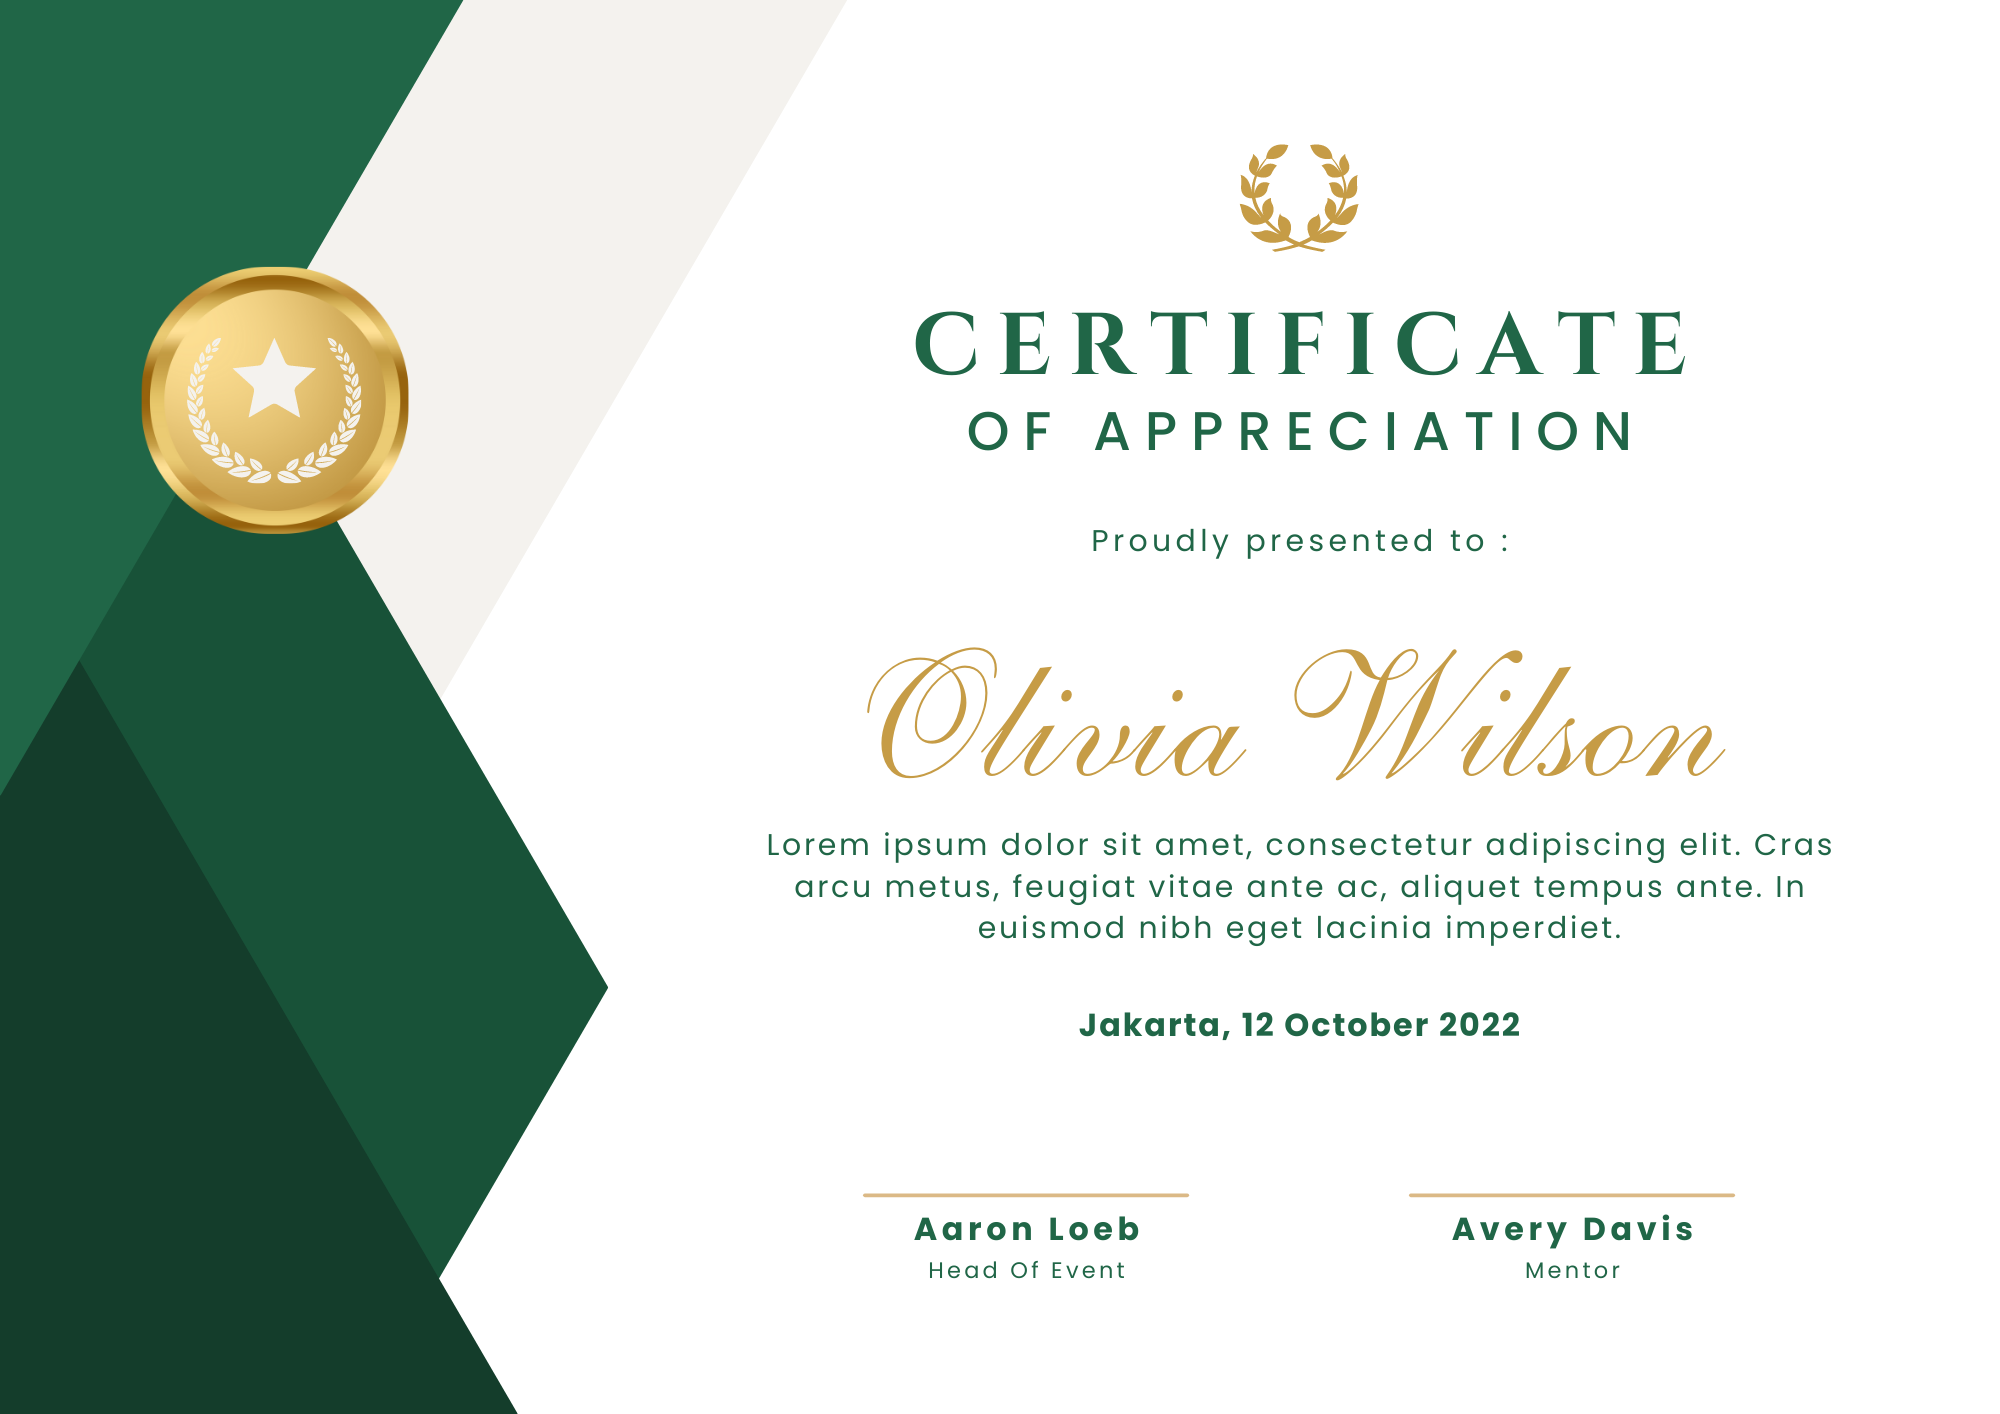 CERTIFICATE
OF APPRECIATION
Proudly presented to :
Olivia Wilson
Lorem ipsum dolor sit amet, consectetur adipiscing elit. Cras
arcu metus, feugiat vitae ante ac, aliquet tempus ante. In
euismod nibh eget lacinia imperdiet.
Jakarta, 12 October 2022
Aaron Loeb
Head Of Event
Avery Davis
Mentor